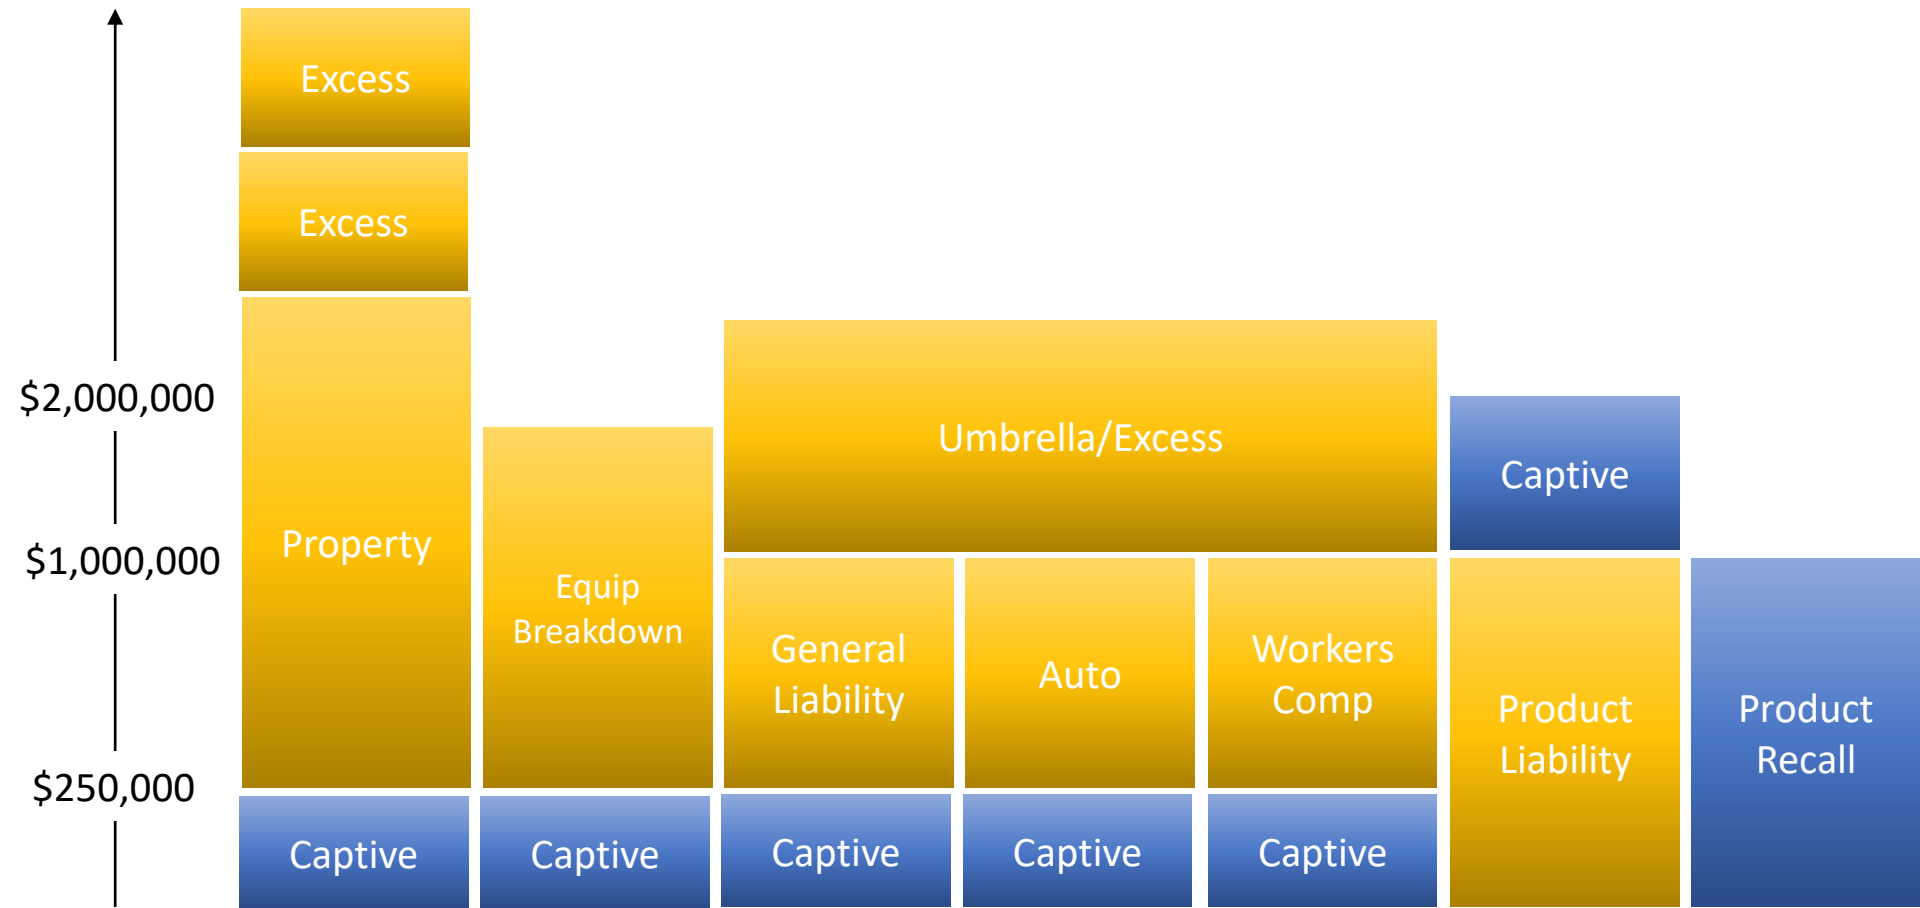 Excess
Excess
$2,000,000
Umbrella/Excess
Captive
Property
$1,000,000
Equip
Breakdown
General
Liability
Auto
Workers
Comp
Product
Liability
Product
Recall
$250,000
Captive
Captive
Captive
Captive
Captive